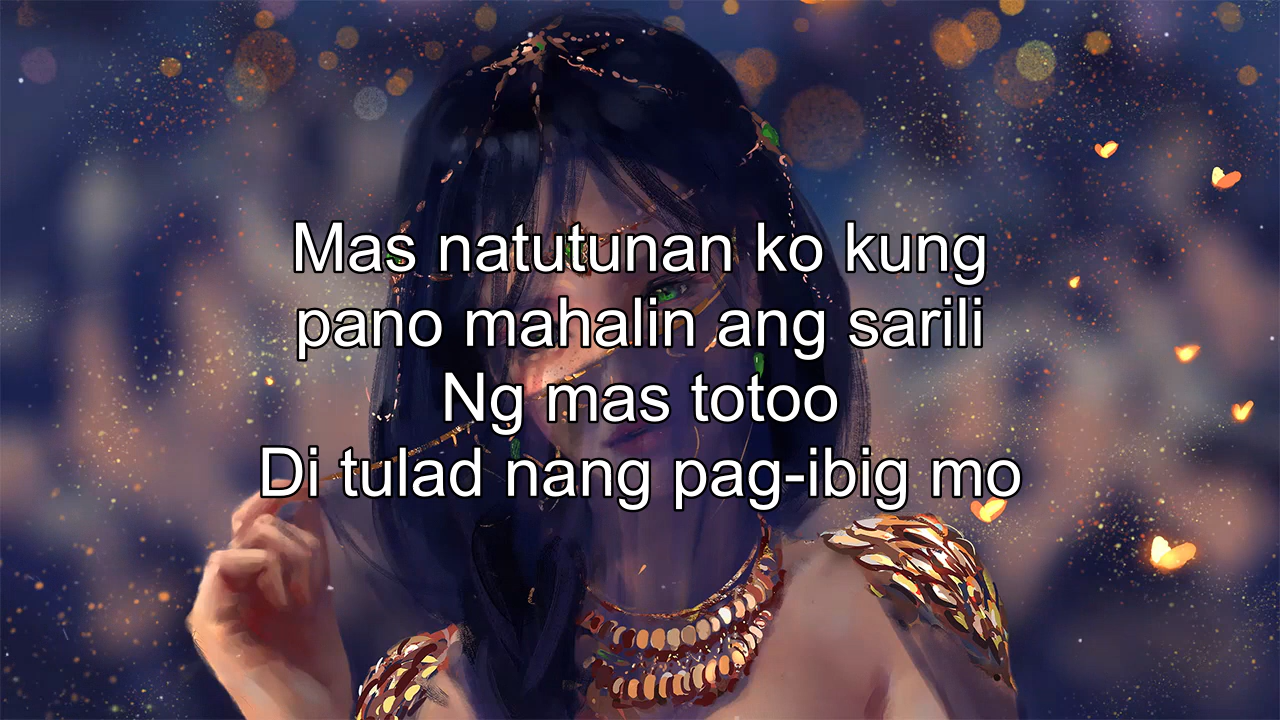 Mas natutunan ko kung
pano mahalin ang sarili
Ng mas totoo
Di tulad nang pag-ibig mo